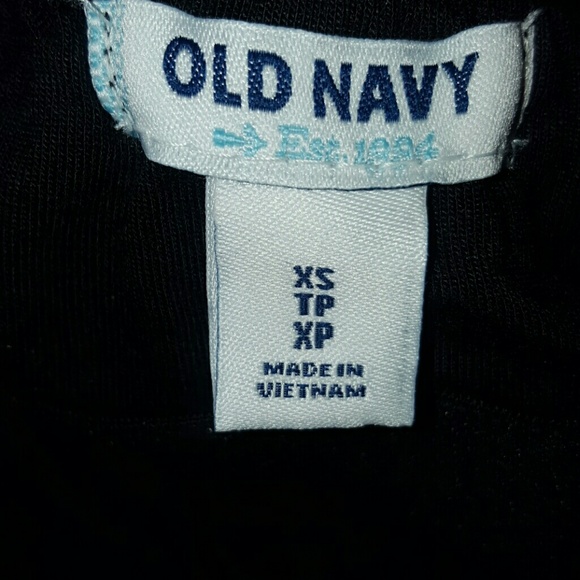 OLD NAVY
Est. 1994
XS
TP
XP
MADE IN
VIETNAM